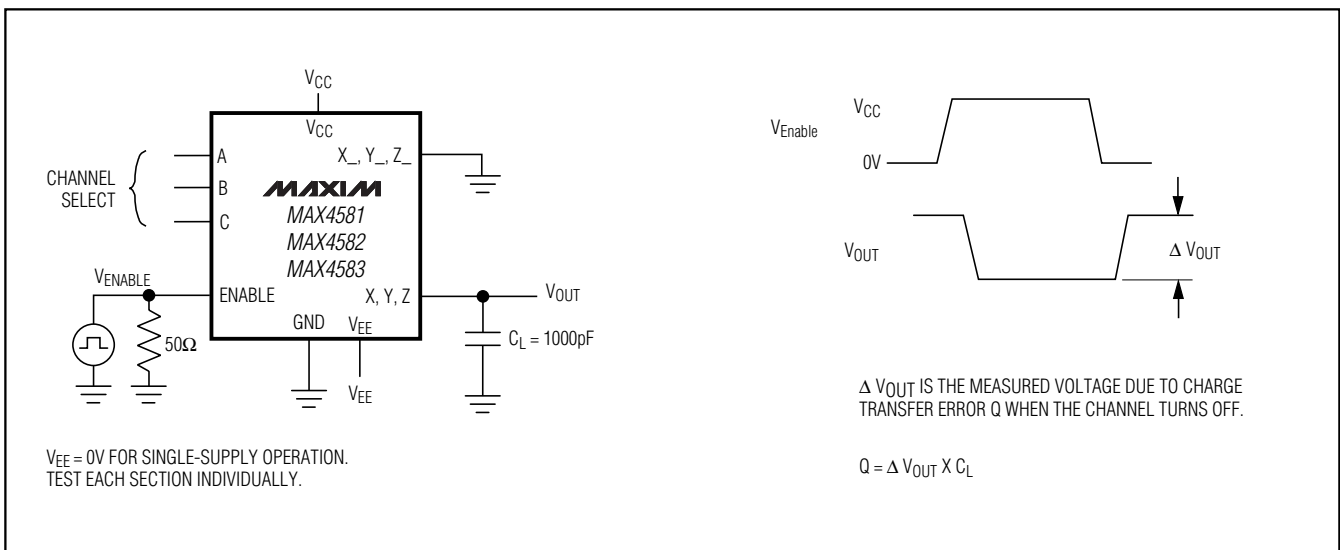 VCC
VCC
A
B
C
CHANNEL
SELECT
X_, Y_, Z_
MAXIM
MAX4581
MAX4582
MAX4583
VENABLE
ENABLE
50Ω
GND
VEE
VEE
X, Y, Z
VOUT
CL = 1000pF
VEE = 0V FOR SINGLE-SUPPLY OPERATION.
TEST EACH SECTION INDIVIDUALLY.
VEnable
VCC
0V
VOUT
Δ VOUT
Δ VOUT IS THE MEASURED VOLTAGE DUE TO CHARGE
TRANSFER ERROR Q WHEN THE CHANNEL TURNS OFF.
Q = Δ VOUT X CL